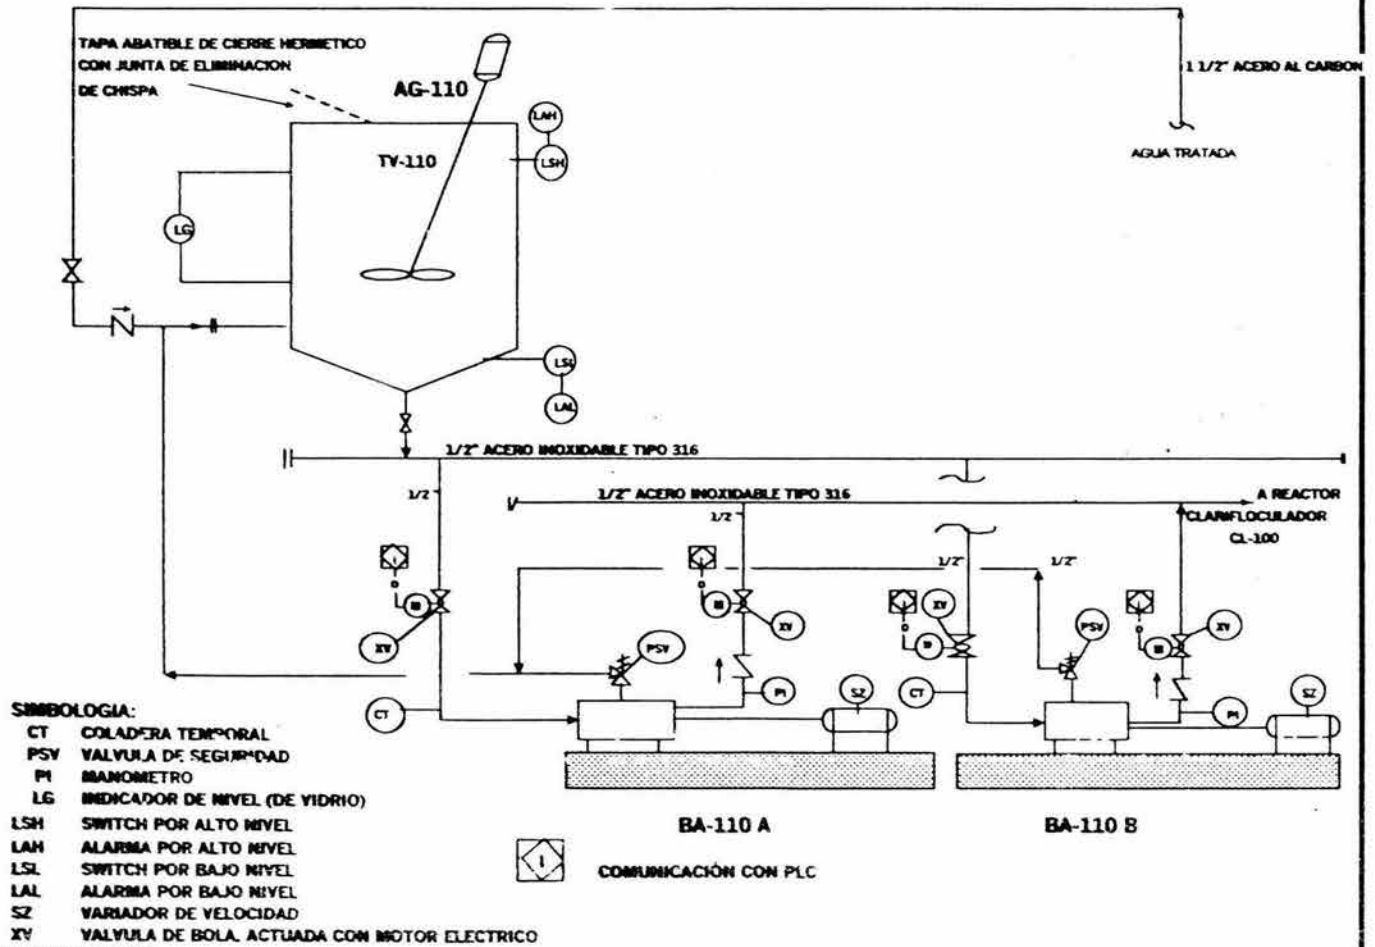 TAPA ABATIBLE DE CIERRE HERMETICO
CON JUNTA DE ELIMINACION
DE CHISPA
AG-110
TV-110
LAH
LSH
LG
1 1/2" ACERO AL CARBON
AGUA TRATADA
LSL
LAL
1/2" ACERO INOXIDABLE TIPO 316
1/2
1/2" ACERO INOXIDABLE TIPO 316
1/2
A REACTOR
CLARIFLOCULADOR
CL-100
1/2"
1/2"
I
I
I
I
M
M
M
M
XV
XV
XV
XV
PSV
PSV
CT
PI
SZ
CT
PI
SZ
BA-110 A
BA-110 B
I
COMUNICACIÓN CON PLC
SIMBOLOGIA:
CT COLADERA TEMPORAL
PSV VALVULA DE SEGURIDAD
PI MANOMETRO
LG INDICADOR DE NIVEL (DE VIDRIO)
LSH SWITCH POR ALTO NIVEL
LAH ALARMA POR ALTO NIVEL
LSL SWITCH POR BAJO NIVEL
LAL ALARMA POR BAJO NIVEL
SZ VARIADOR DE VELOCIDAD
XV VALVULA DE BOLA, ACTUADA CON MOTOR ELECTRICO